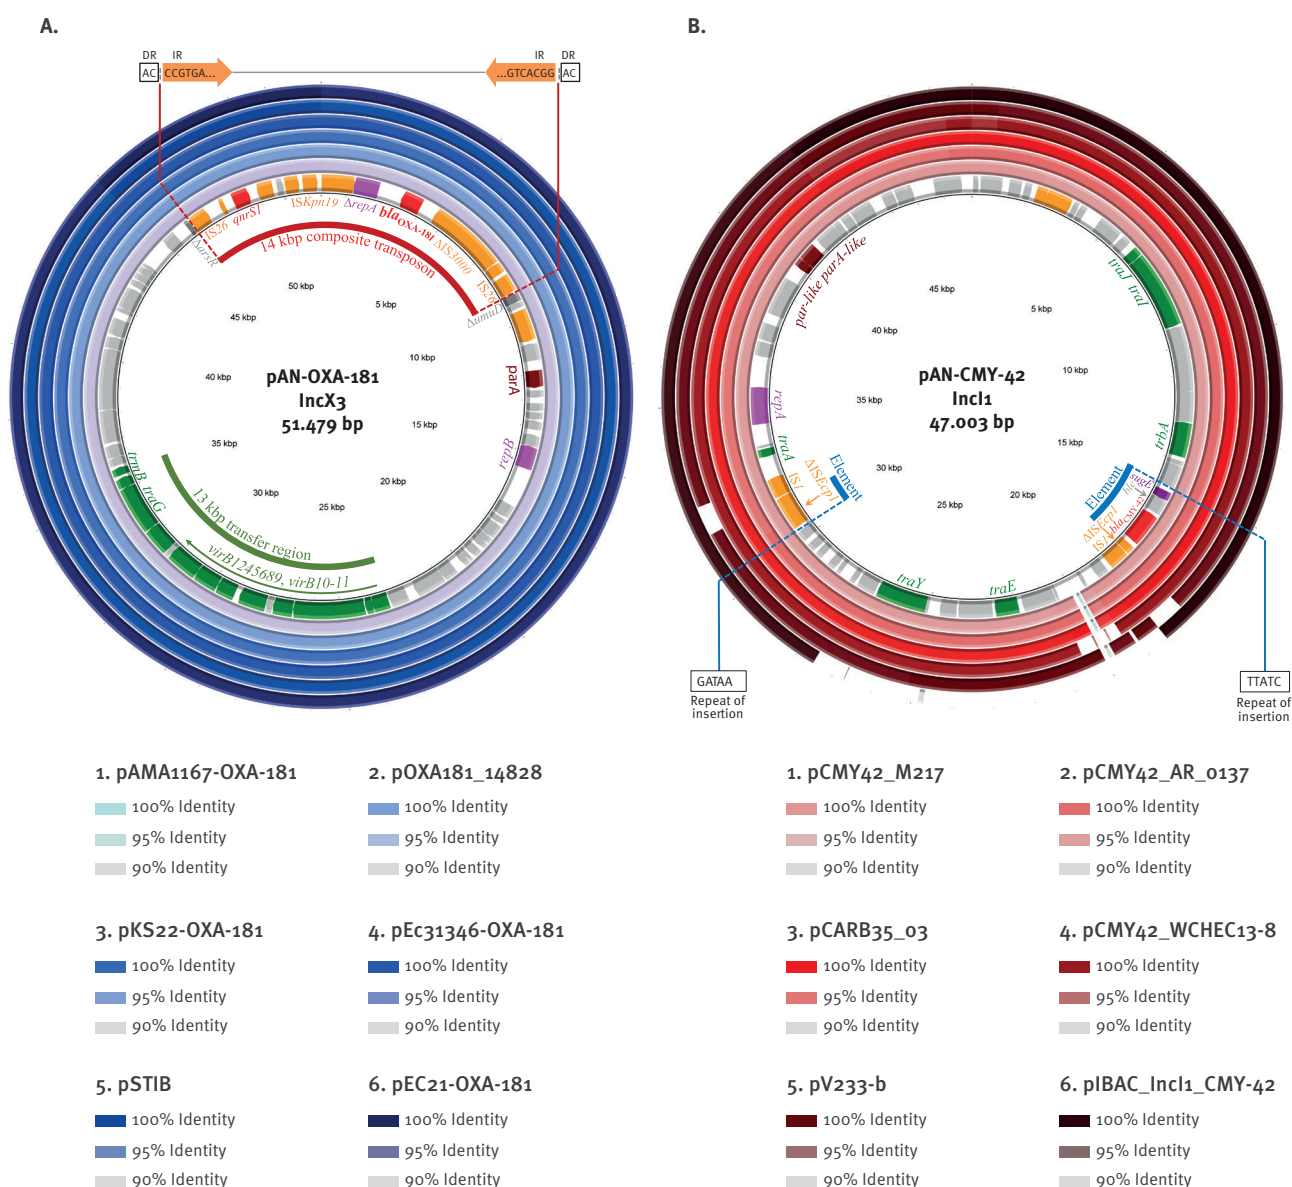 A.
B.
DR IR
IR DR
AC CCGTGA...
...GTCACGG AC
IS26 qnrS1 ISKpn19 ΔrepA blaOXA-181 ΔIS3000 IS26
ΔarsR
ΔumuD
14 kbp composite transposon
50 kbp
5 kbp
45 kbp
10 kbp
40 kbp
15 kbp
35 kbp
20 kbp
30 kbp
25 kbp
pAN-OXA-181
IncX3
51.479 bp
parA
repB
trmB traG
13 kbp transfer region
virB1245689, virB10-11
par-like parA-like
traJ traI
45 kbp
5 kbp
40 kbp
10 kbp
35 kbp
15 kbp
30 kbp
20 kbp
25 kbp
pAN-CMY-42
IncI1
47.003 bp
repA
traA
trbA
IS1 ΔISEcp1 Element
Element sugE
blc
blaCMY-42
ΔISEcp1
IS1
traY
traE
GATAA
Repeat of
insertion
TTATC
Repeat of
insertion
1. pAMA1167-OXA-181
100% Identity
95% Identity
90% Identity
2. pOXA181_14828
100% Identity
95% Identity
90% Identity
3. pKS22-OXA-181
100% Identity
95% Identity
90% Identity
4. pEc31346-OXA-181
100% Identity
95% Identity
90% Identity
5. pSTIB
100% Identity
95% Identity
90% Identity
6. pEC21-OXA-181
100% Identity
95% Identity
90% Identity
1. pCMY42_M217
100% Identity
95% Identity
90% Identity
2. pCMY42_AR_0137
100% Identity
95% Identity
90% Identity
3. pCARB35_03
100% Identity
95% Identity
90% Identity
4. pCMY42_WCHEC13-8
100% Identity
95% Identity
90% Identity
5. pV233-b
100% Identity
95% Identity
90% Identity
6. pIBAC_IncI1_CMY-42
100% Identity
95% Identity
90% Identity